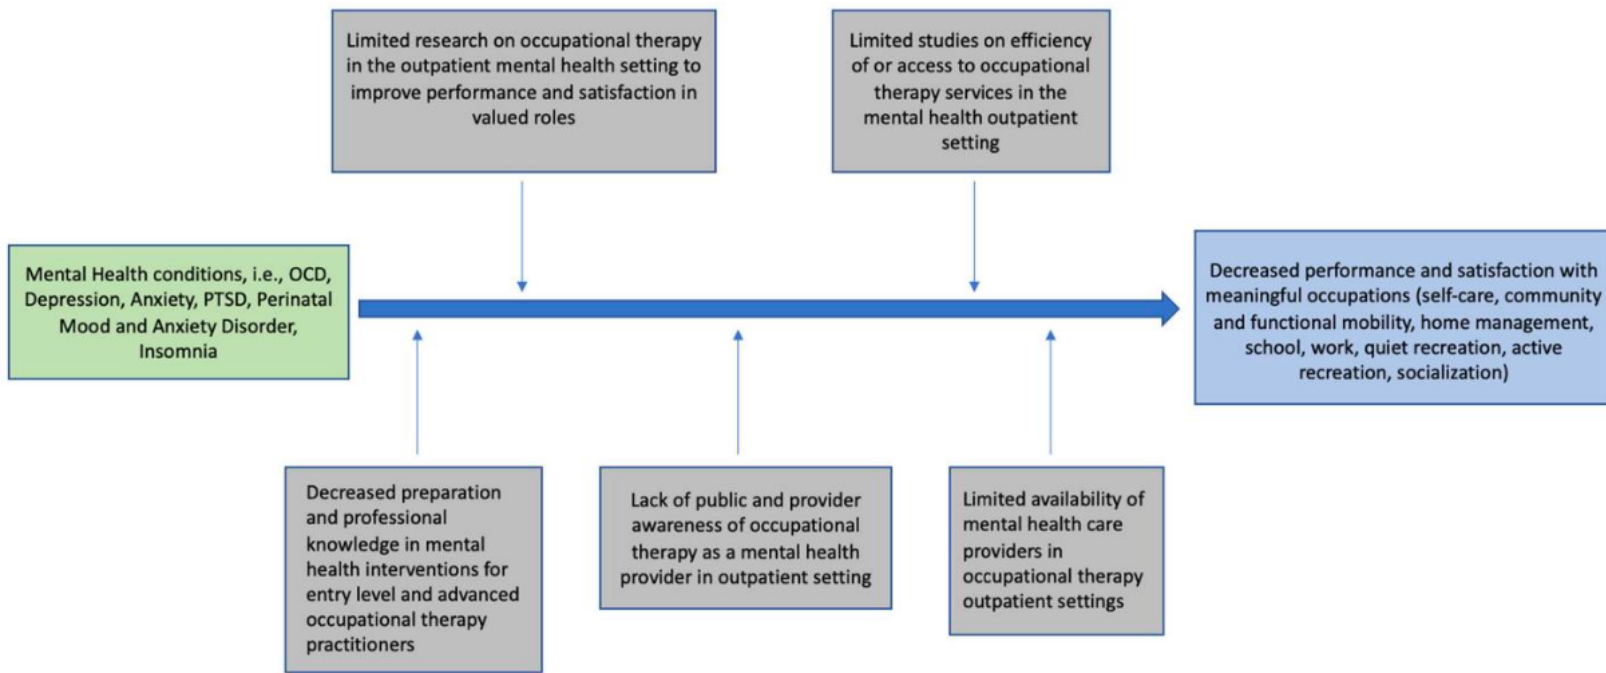 Limited research on occupational therapy
in the outpatient mental health setting to
improve performance and satisfaction in
valued roles
Limited studies on efficiency
of or access to occupational
therapy services in the
mental health outpatient
setting
Mental Health conditions, i.e., OCD,
Depression, Anxiety, PTSD, Perinatal
Mood and Anxiety Disorder,
Insomnia
Decreased performance and satisfaction with
meaningful occupations (self-care, community
and functional mobility, home management,
school, work, quiet recreation, active
recreation, socialization)
Decreased preparation
and professional
knowledge in mental
health interventions for
entry level and advanced
occupational therapy
practitioners
Lack of public and provider
awareness of occupational
therapy as a mental health
provider in outpatient setting
Limited availability of
mental health care
providers in
occupational therapy
outpatient settings